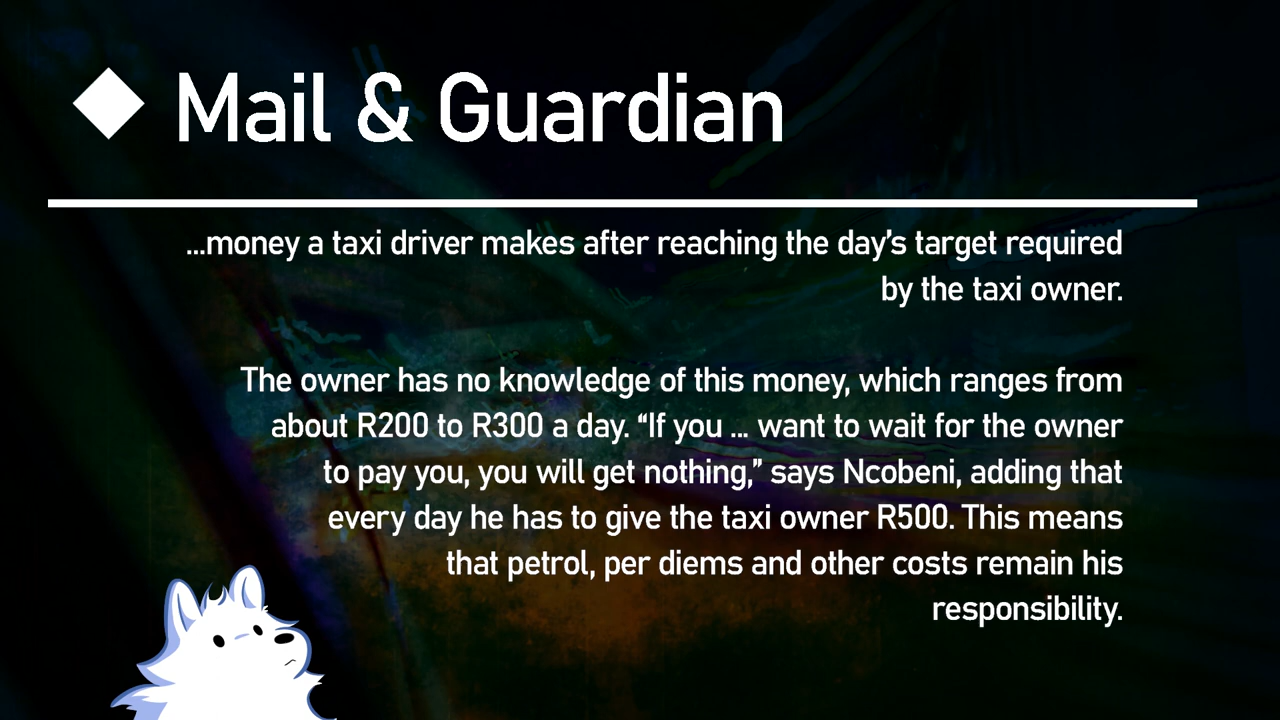 Mail & Guardian
...money a taxi driver makes after reaching the day’s target required
by the taxi owner.
The owner has no knowledge of this money, which ranges from
about R200 to R300 a day. “If you ... want to wait for the owner
to pay you, you will get nothing,” says Ncobeni, adding that
every day he has to give the taxi owner R500. This means
that petrol, per diems and other costs remain his
responsibility.